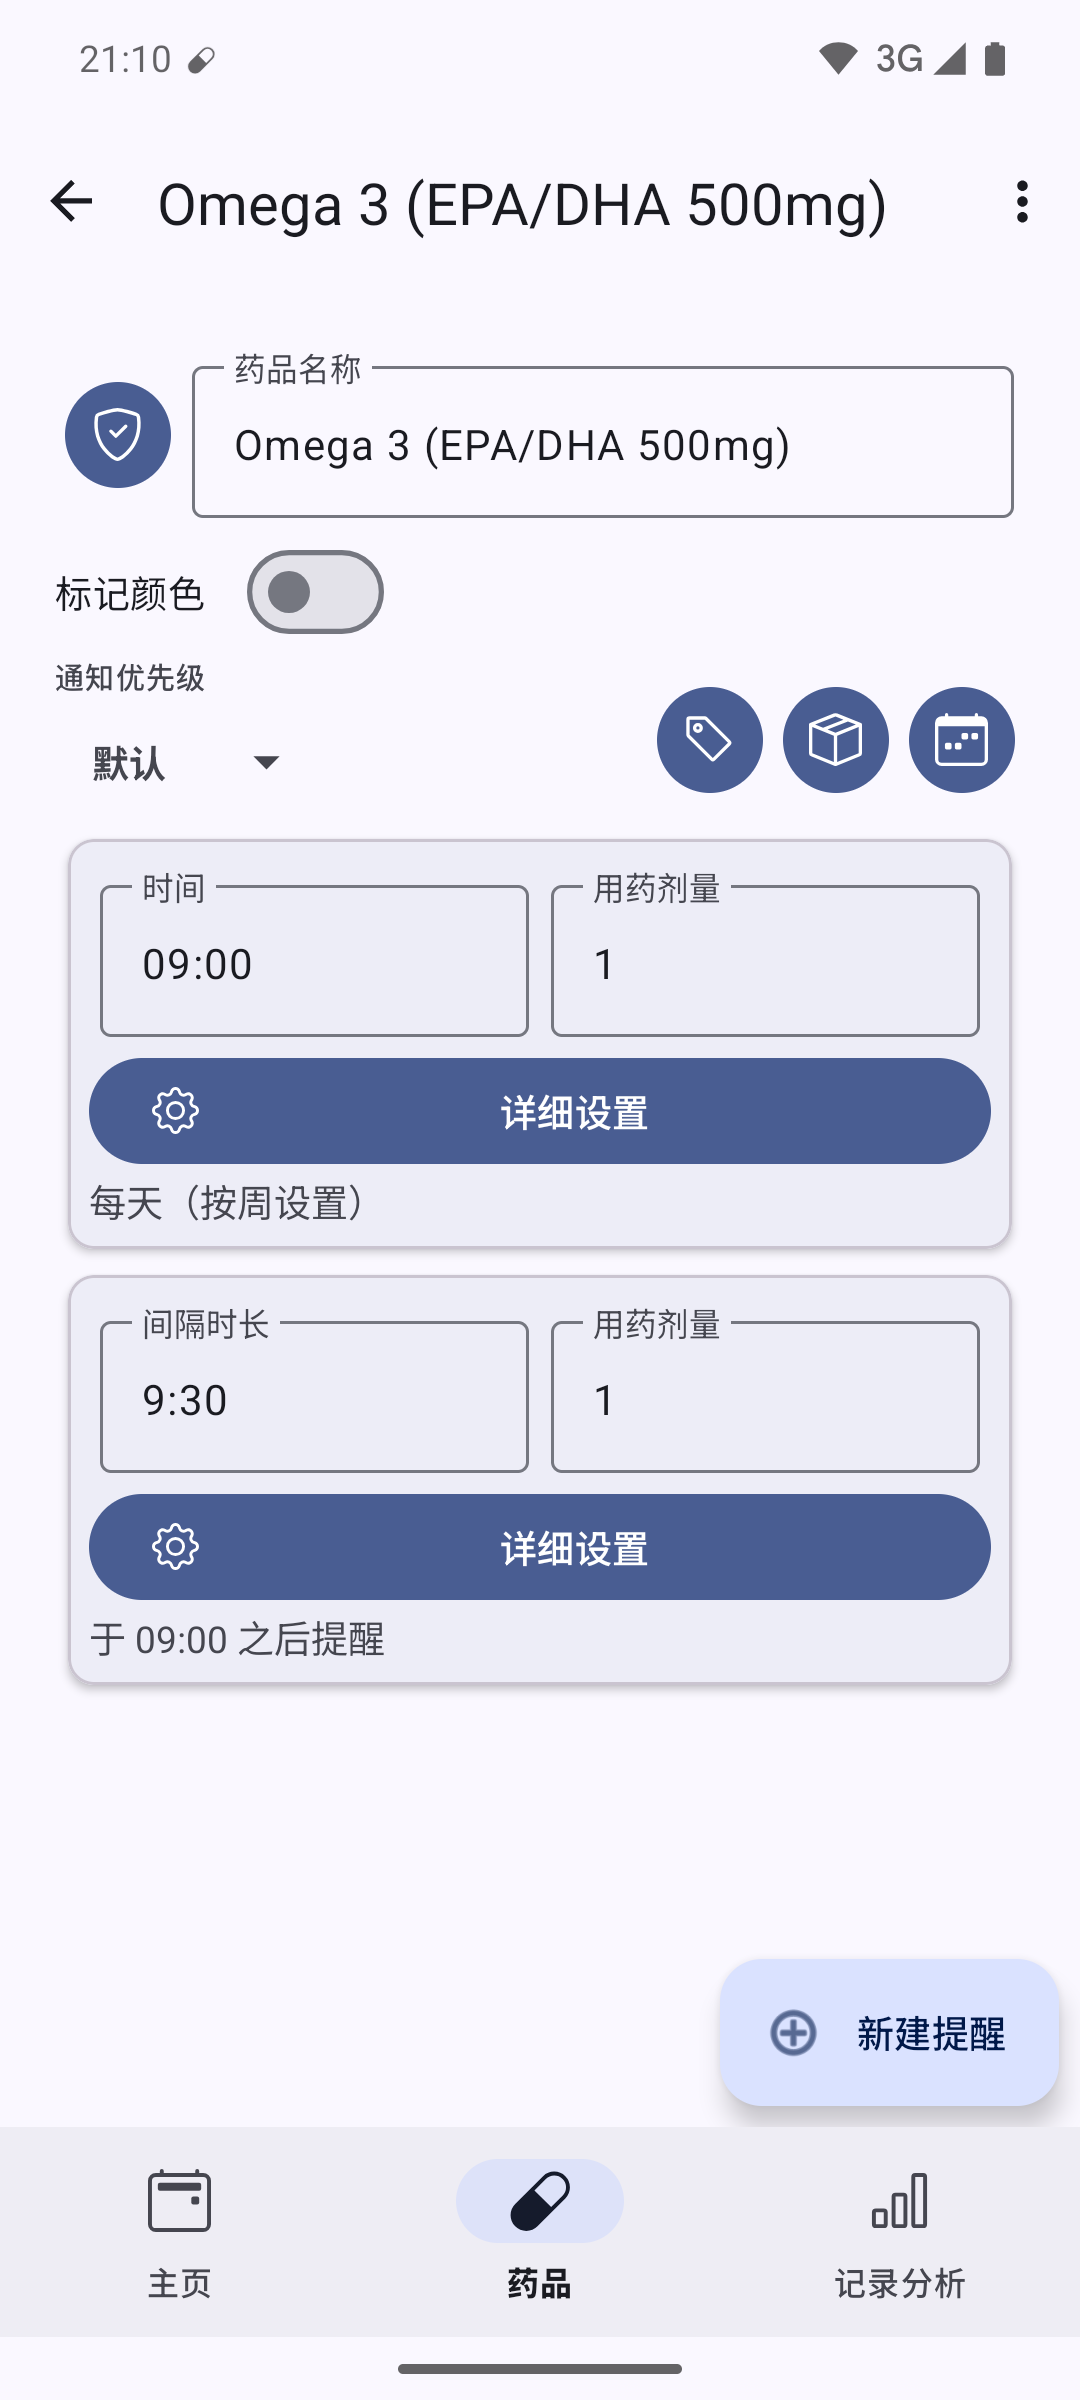 21:10
3G
Omega 3 (EPA/DHA 500mg)
药品名称
Omega 3 (EPA/DHA 500mg)
标记颜色
通知优先级
默认
时间
09:00
用药剂量
1
详细设置
每天（按周设置）
间隔时长
9:30
用药剂量
1
详细设置
于 09:00 之后提醒
新建提醒
主页
药品
记录分析